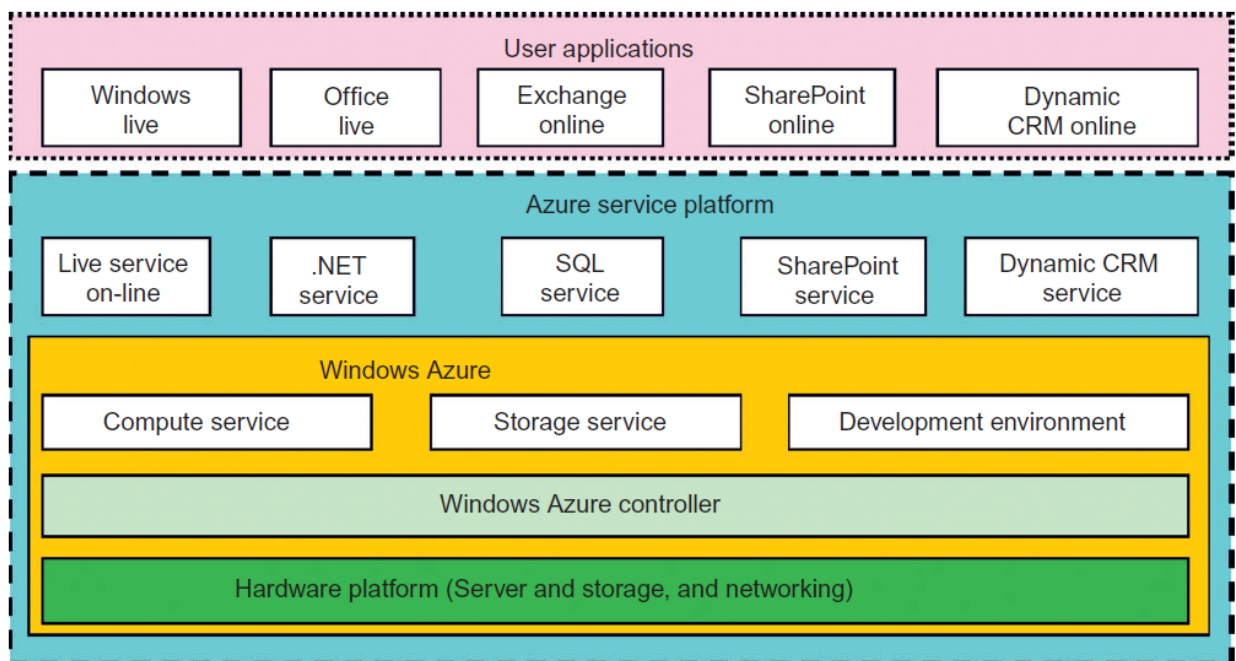 User applications
Windows
live
Office
live
Exchange
online
SharePoint
online
Dynamic
CRM online
Azure service platform
Live service
on-line
.NET
service
SQL
service
SharePoint
service
Dynamic CRM
service
Windows Azure
Compute service
Storage service
Development environment
Windows Azure controller
Hardware platform (Server and storage, and networking)